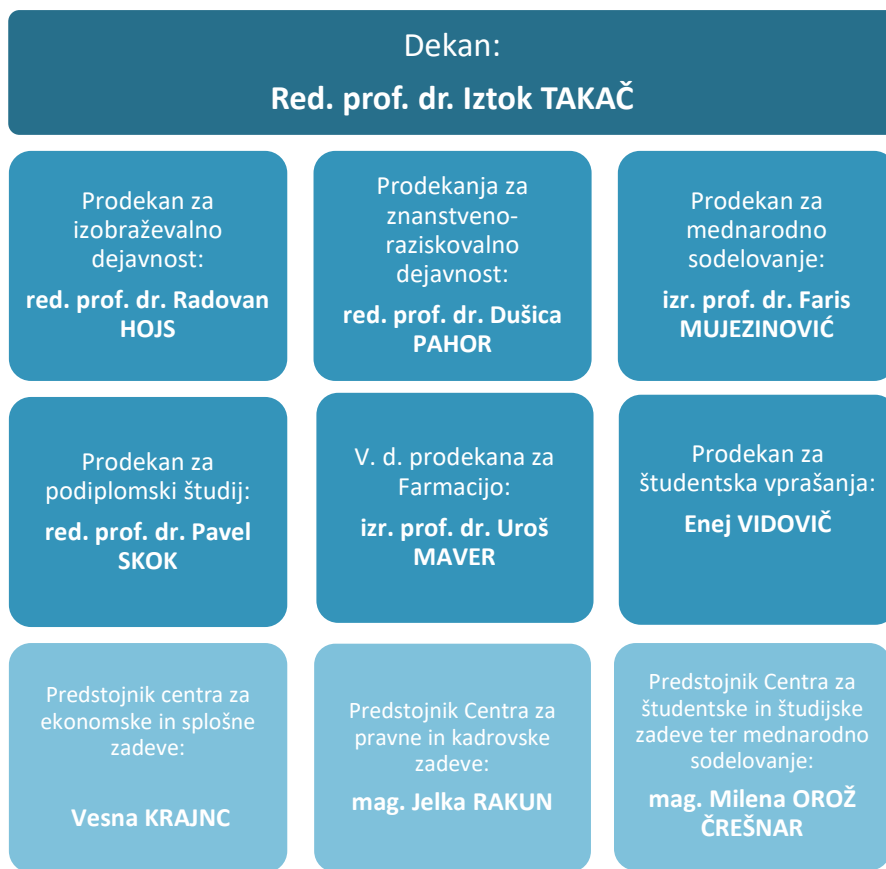 Dekan:
Red. prof. dr. Iztok TAKAČ
Prodekan za
izobraževalno
dejavnost:
red. prof. dr. Radovan
HOJS
Prodekanja za
znanstveno-
raziskovalno
dejavnost:
red. prof. dr. Dušica
PAHOR
Prodekan za
mednarodno
sodelovanje:
izr. prof. dr. Faris
MUJEZINOVIĆ
Prodekan za
podiplomski študij:
red. prof. dr. Pavel
SKOK
V. d. prodekana za
Farmacijo:
izr. prof. dr. Uroš
MAVER
Prodekan za
študentska vprašanja:
Enej VIDOVIČ
Predstojnik centra za
ekonomske in splošne
zadeve:
Vesna KRAJNC
Predstojnik Centra za
pravne in kadrovske
zadeve:
mag. Jelka RAKUN
Predstojnik Centra za
študentske in študijske
zadeve ter mednarodno
sodelovanje:
mag. Milena OROŽ
ČREŠNAR